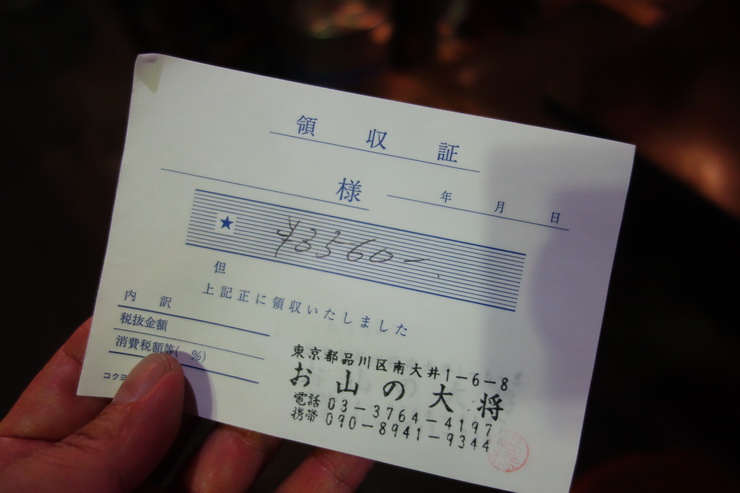 領収証
様
年 月 日
★ ¥3560-
但
上記正に領収いたしました
内訳
税抜金額
消費税額等( %)
コクヨ
東京都品川区南大井1-6-8
お山の大将
電話 03-3764-4197
携帯 090-8941-9344